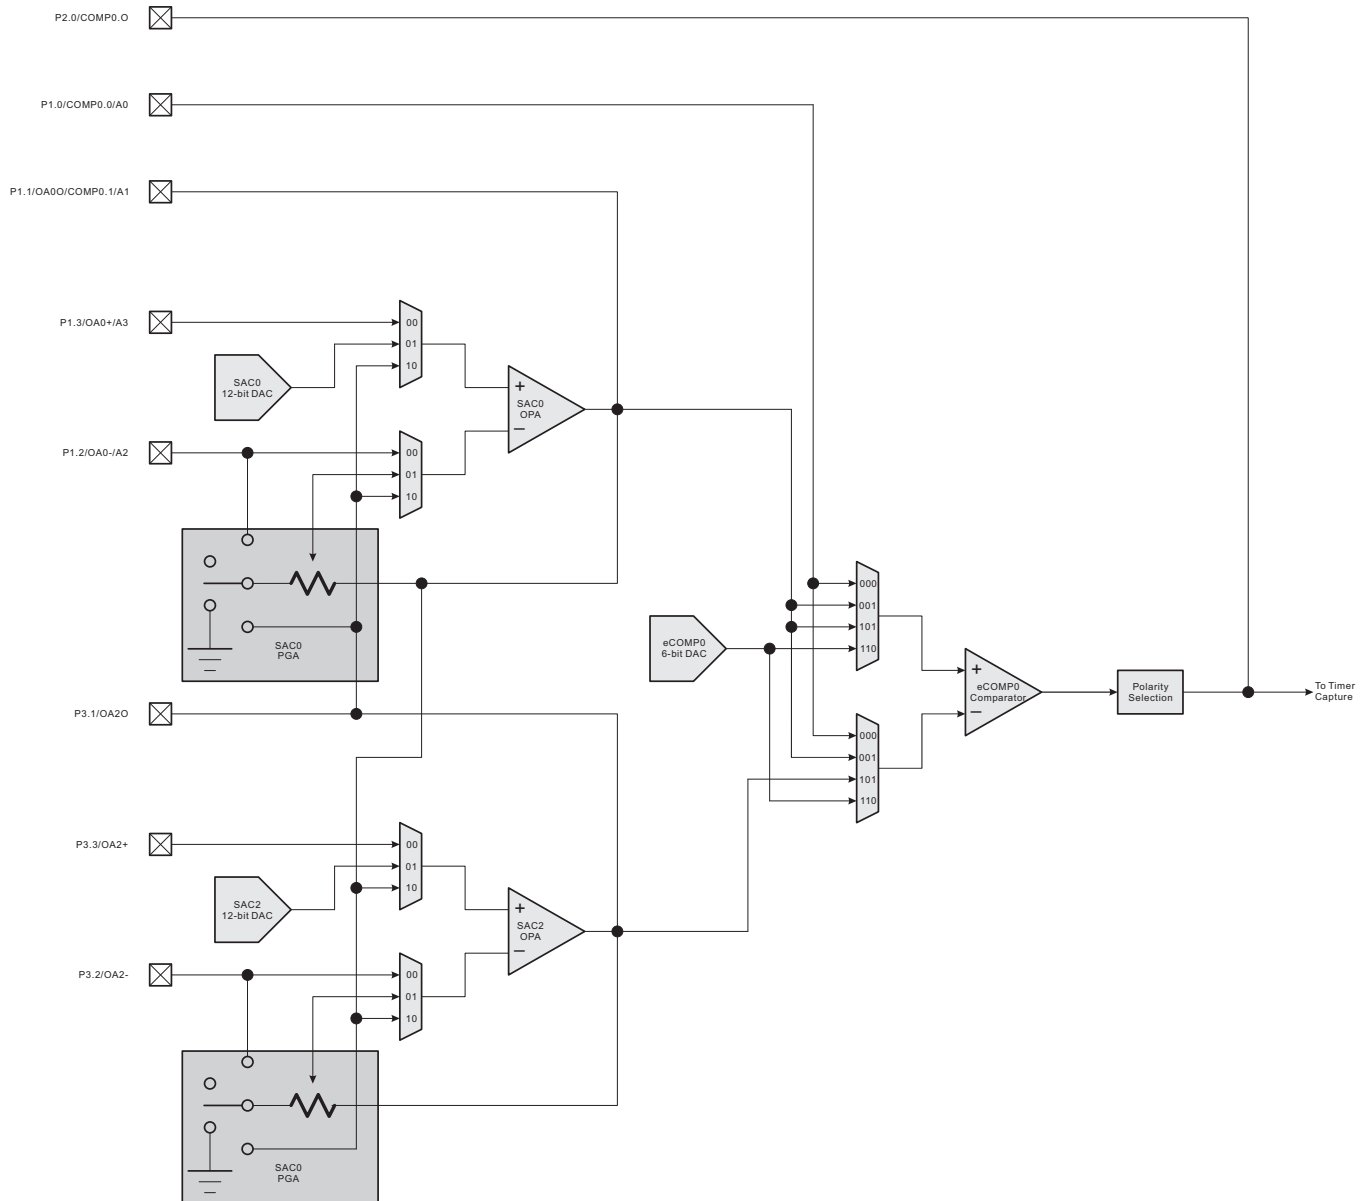 P2.0/COMP0.O
P1.0/COMP0.0/A0
P1.1/OA0O/COMP0.1/A1
P1.3/OA0+/A3
00
01
10
SAC0
12-bit DAC
+
SAC0
OPA
−
P1.2/OA0-/A2
00
01
10
SAC0
PGA
P3.1/OA2O
eCOMP0
6-bit DAC
000
001
101
110
+
eCOMP0
Comparator
−
Polarity
Selection
To Timer
Capture
000
001
101
110
P3.3/OA2+
00
01
10
SAC2
12-bit DAC
+
SAC2
OPA
−
P3.2/OA2-
00
01
10
SAC0
PGA